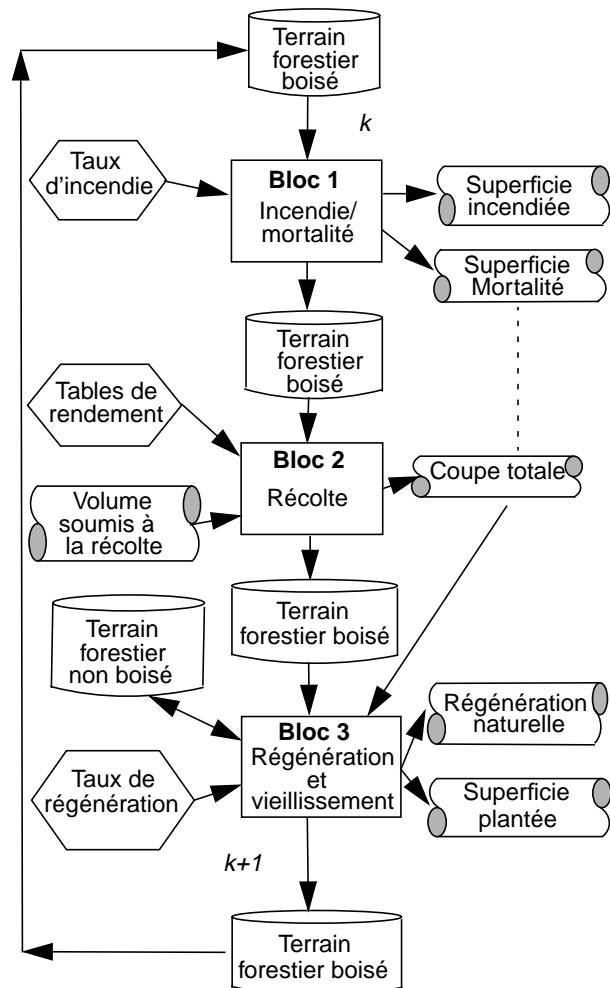 Terrain
forestier
boisé
k
Taux
d'incendie
Bloc 1
Incendie/
mortalité
Superficie
incendiée
Superficie
Mortalité
Terrain
forestier
boisé
Tables de
rendement
Bloc 2
Récolte
Coupe totale
Volume
soumis à
la récolte
Terrain
forestier
non boisé
Terrain
forestier boisé
Bloc 3
Régénération
et
vieillissement
Régénération
naturelle
Taux de
régénération
Superficie
plantée
k+1
Terrain
forestier boisé